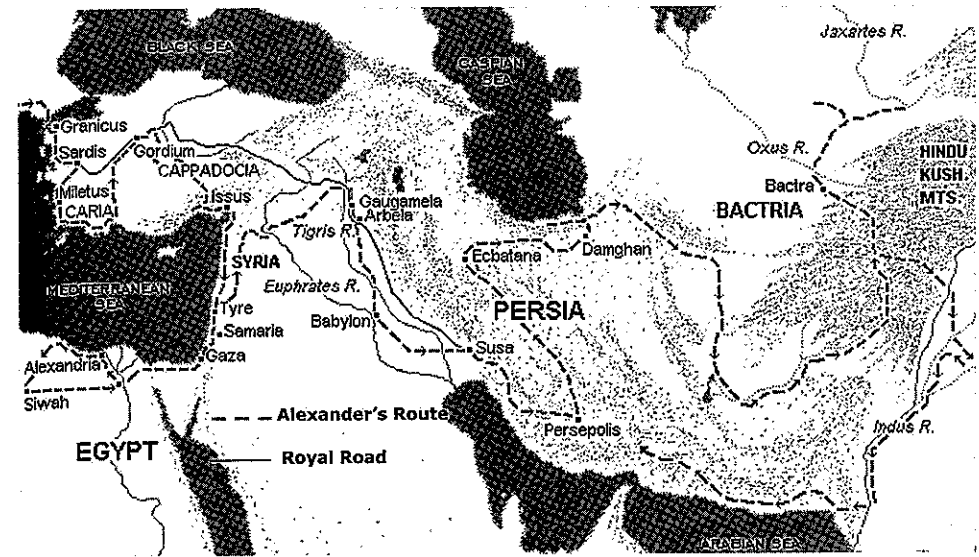 BLACK SEA
CASPIAN
SEA
Jaxartes R.
Granicus
Sardis
Gordium
CAPPADOCIA
Oxus R.
HINDU
KUSH
MTS.
Miletus
CARIA
Issus
Bactra
BACTRIA
Gaugamela
Arbela
Tigris R.
Ecbatana
Damghan
SYRIA
MEDITERRANEAN
SEA
Euphrates R.
PERSIA
Tyre
Babylon
Samaria
Susa
Alexandria
Gaza
Siwah
Alexander's Route
Persepolis
Indus R.
EGYPT
Royal Road
ARABIAN SEA